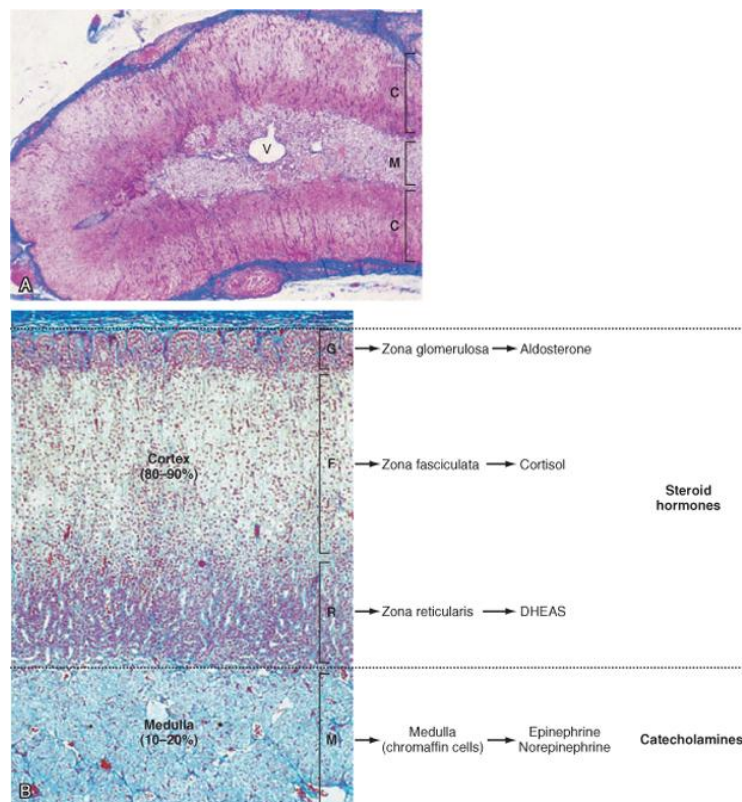 C
V
M
C
A
G
Zona glomerulosa
Aldosterone
Cortex
(80–90%)
F
Zona fasciculata
Cortisol
Steroid
hormones
R
Zona reticularis
DHEAS
Medulla
(10–20%)
M
Medulla
(chromaffin cells)
Epinephrine
Norepinephrine
Catecholamines
B